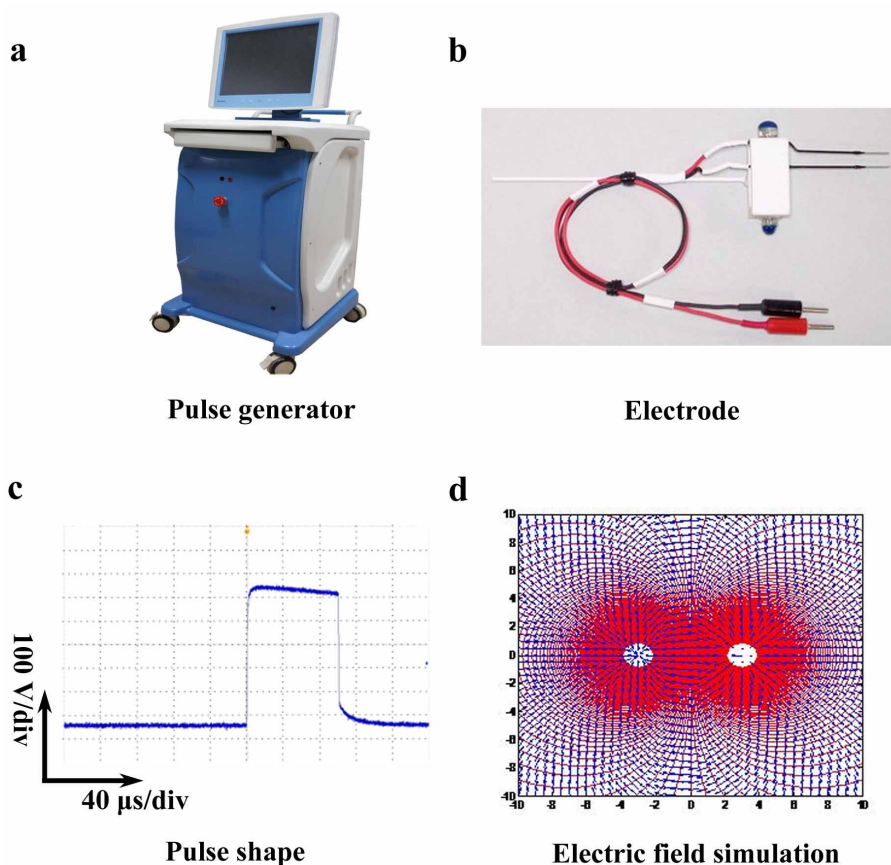 a
b
Pulse generator
Electrode
c
d
100 V/div
40 μs/div
Pulse shape
10
8
6
4
2
0
-2
-4
-6
-8
-10
-10
-8
-6
-4
-2
0
2
4
6
8
10
Electric field simulation